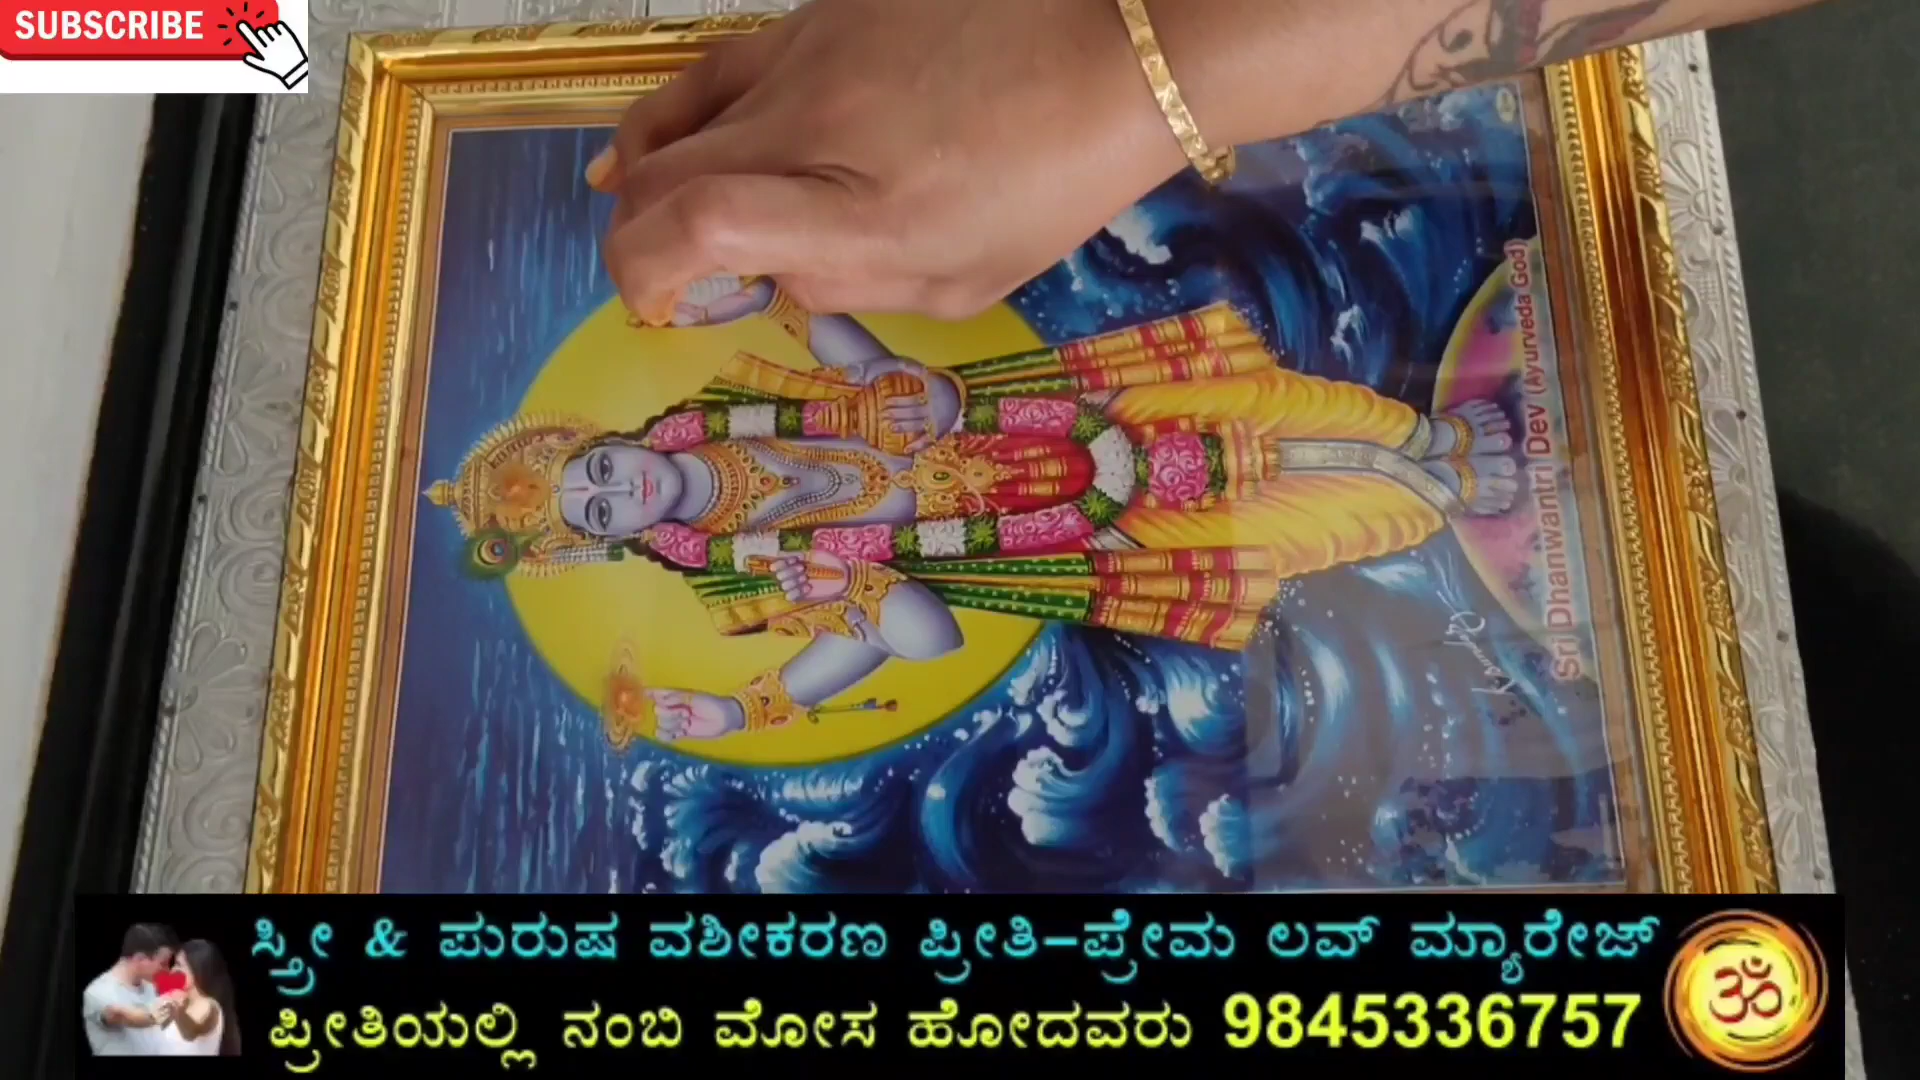 SUBSCRIBE
Sri Dhanwantri Dev (Ayurveda God)
ಸ್ತ್ರೀ & ಪುರುಷ ವಶೀಕರಣ ಪ್ರೀತಿ-ಪ್ರೇಮ ಲವ್ ಮ್ಯಾರೇಜ್
ಪ್ರೀತಿಯಲ್ಲಿ ನಂಬಿ ಮೋಸ ಹೋದವರು 9845336757
ॐ